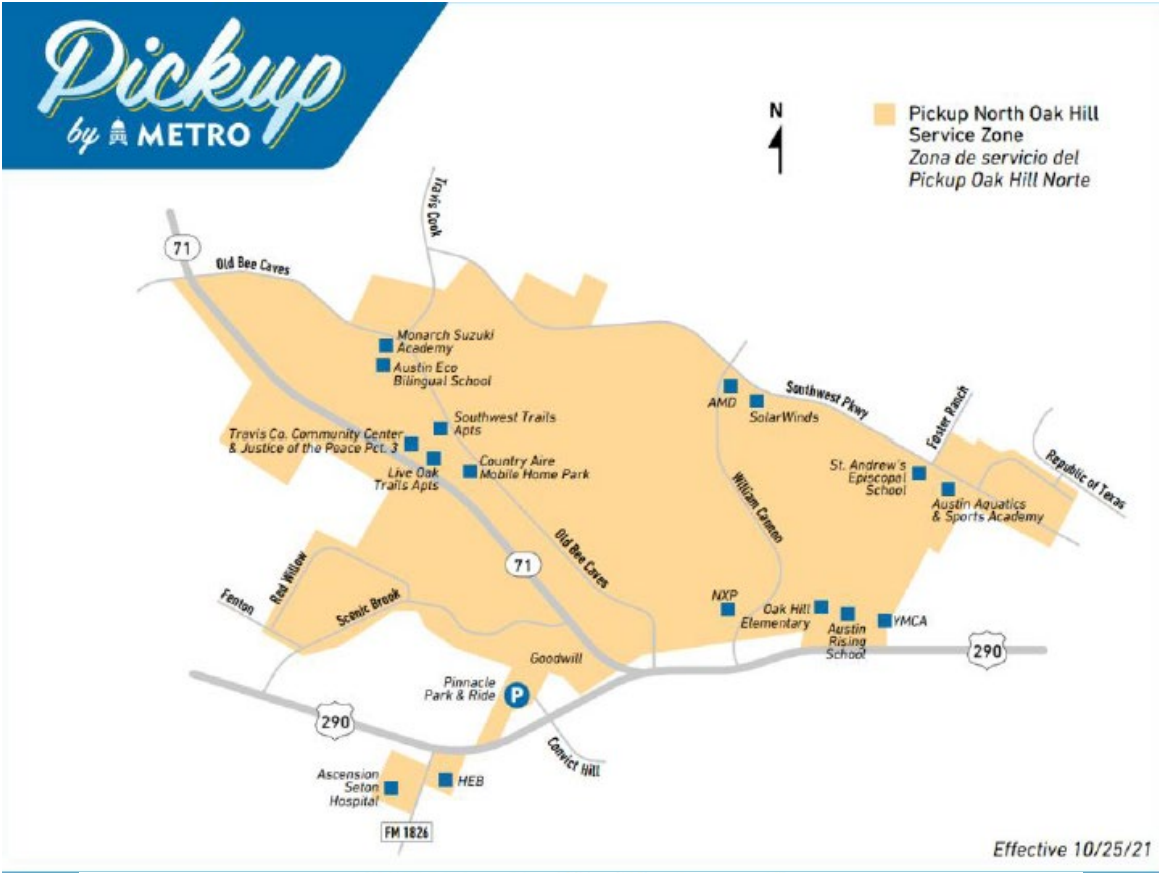 Pickup
by METRO
N
Pickup North Oak Hill
Service Zone
Zona de servicio del
Pickup Oak Hill Norte
Travis Cook
71
Old Bee Caves
Monarch Suzuki
Academy
Austin Eco
Bilingual School
Southwest Trails
Apts
Travis Co. Community Center
& Justice of the Peace Pct. 3
Live Oak
Trails Apts
Country Aire
Mobile Home Park
AMD
SolarWinds
Southwest Pkwy
Foster Ranch
Republic of Texas
St. Andrew's
Episcopal
School
Austin Aquatics
& Sports Academy
William Cannon
Old Bee Caves
71
Red Willow
Fenton
Scenic Brook
NXP
Oak Hill
Elementary
Austin
Rising
School
YMCA
290
Goodwill
Pinnacle
Park & Ride
P
290
Convict Hill
Ascension
Seton
Hospital
HEB
FM 1826
Effective 10/25/21